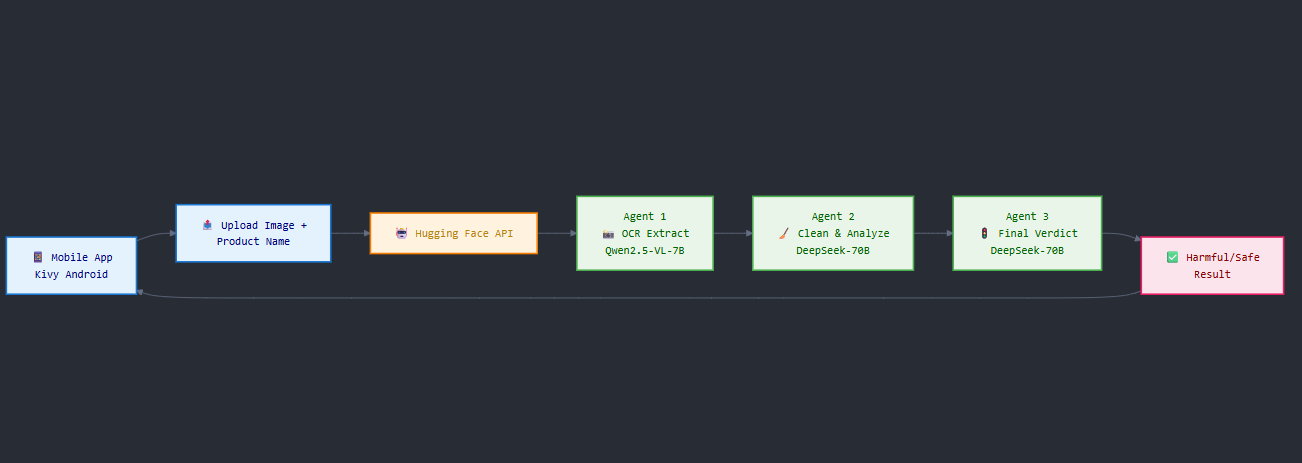 📱 Mobile App
Kivy Android
📤 Upload Image +
Product Name
🤗 Hugging Face API
Agent 1
📷 OCR Extract
Qwen2.5-VL-7B
Agent 2
🧹 Clean & Analyze
DeepSeek-70B
Agent 3
🚦 Final Verdict
DeepSeek-70B
✅ Harmful/Safe
Result